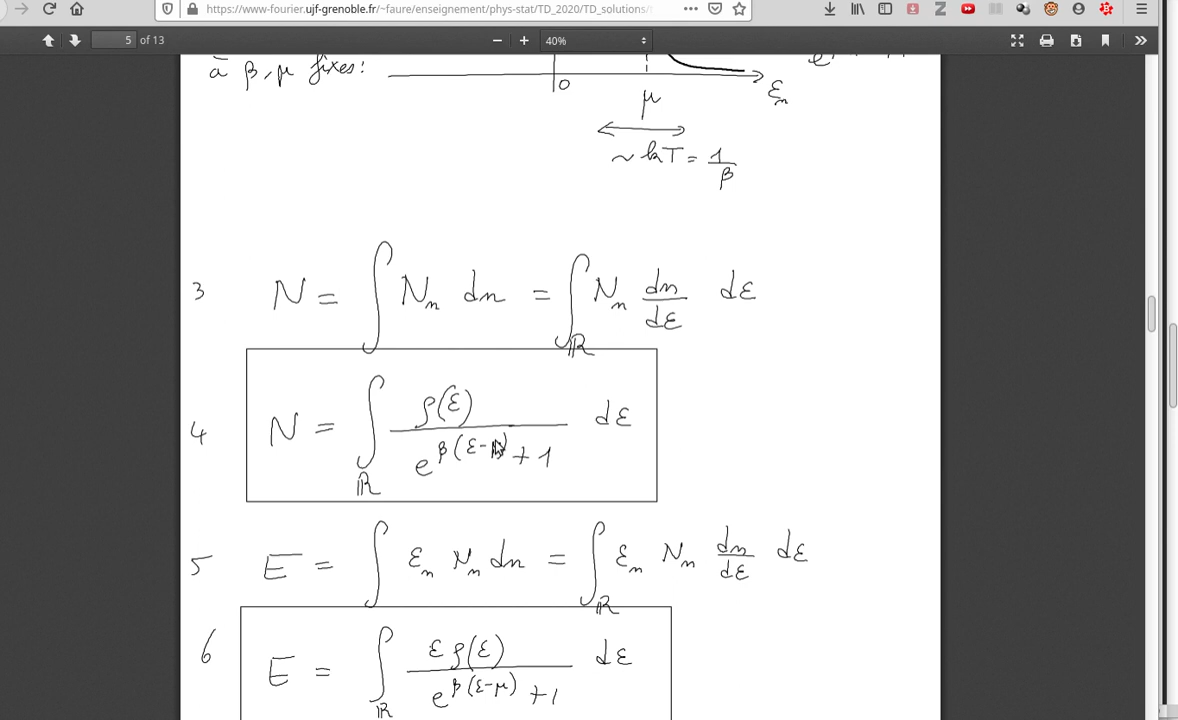 https://www-fourier.ujf-grenoble.fr/~faure/enseignement/phys-stat/TD_2020/TD_solutions/
5 of 13
40%
à β, μ fixes:
0
μ
ε_n
~ kT = 1/β
3 N = ∫ N_n dn = ∫_ℝ N_n dn/dε dε
4 N = ∫_ℝ ρ(ε)/(e^{β(ε-μ)} + 1) dε
5 E = ∫ ε_n N_n dn = ∫_ℝ ε_n N_n dn/dε dε
6 E = ∫_ℝ ε ρ(ε)/(e^{β(ε-μ)} + 1) dε